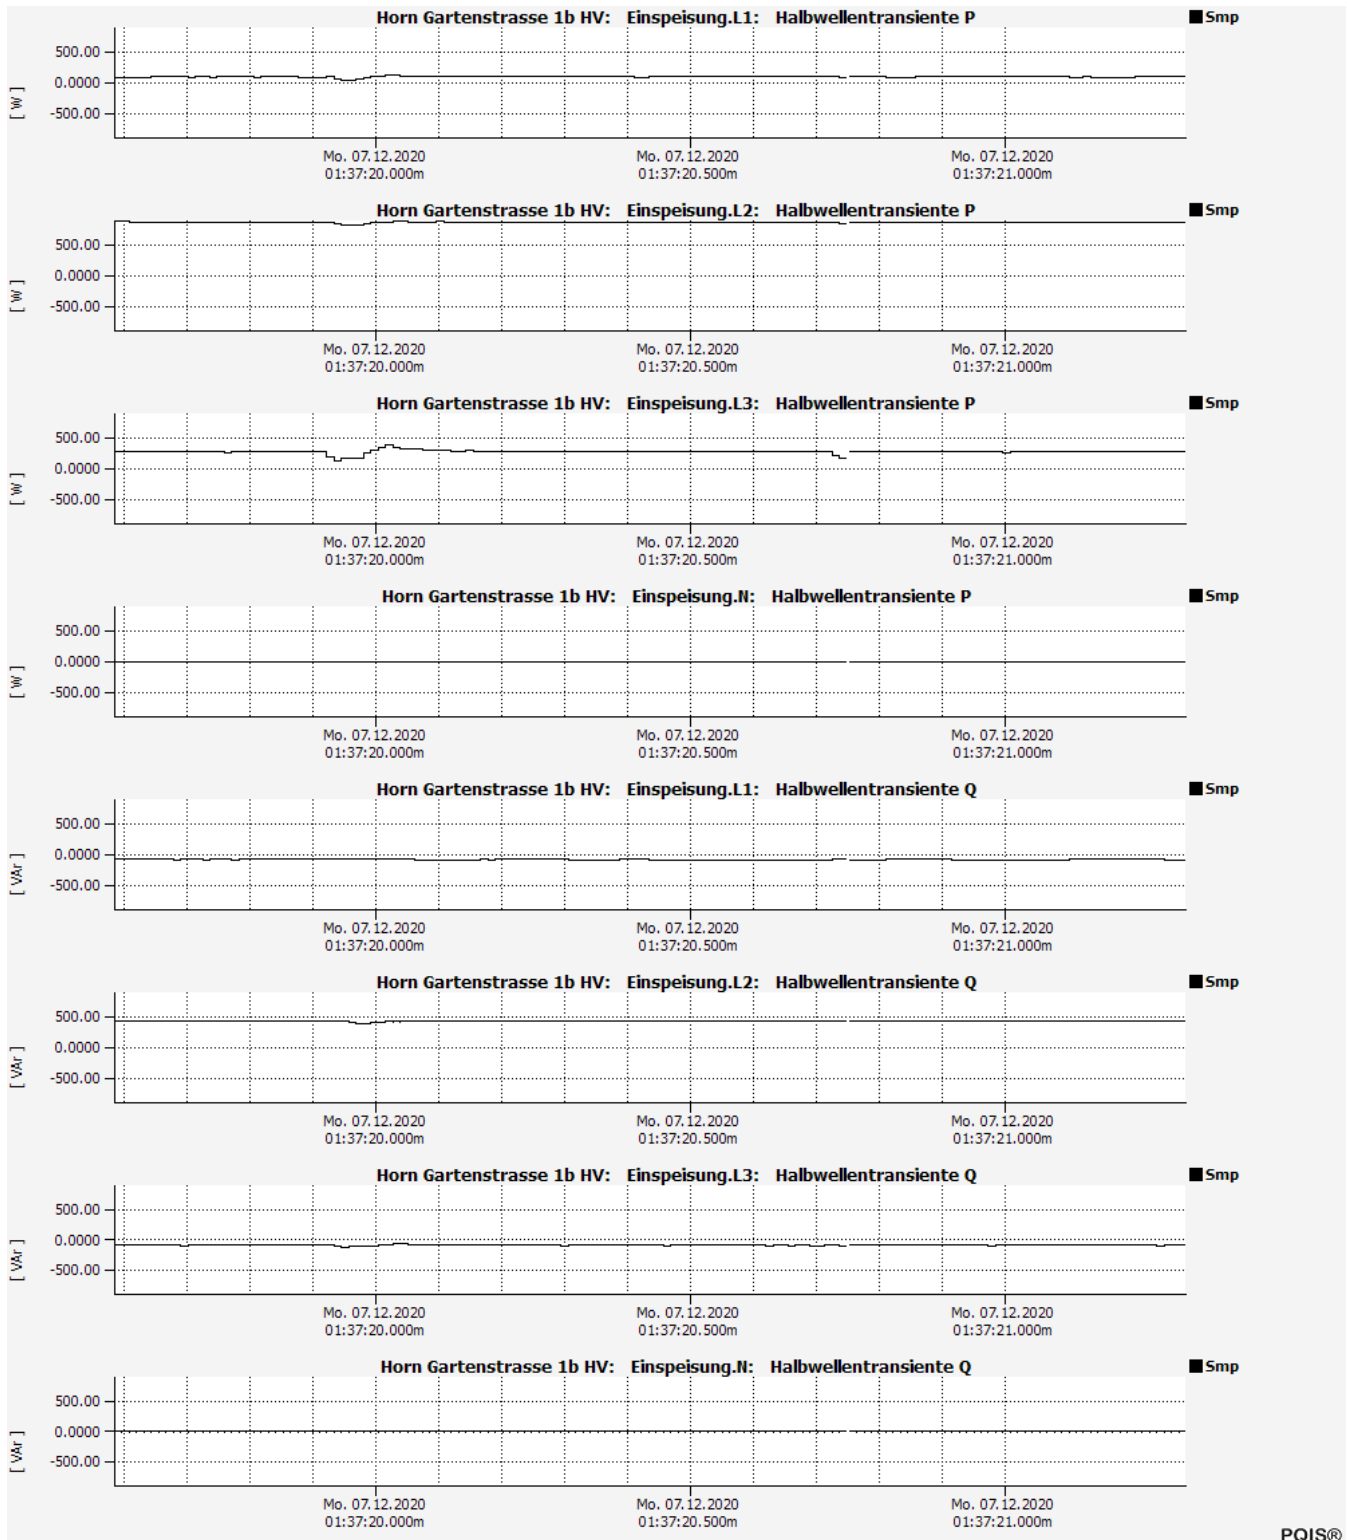 Horn Gartenstrasse 1b HV: Einspeisung.L1: Halbwellentransiente P
Smp
500.00
0.0000
-500.00
[ W ]
Mo. 07.12.2020 Mo. 07.12.2020 Mo. 07.12.2020
01:37:20.000m 01:37:20.500m 01:37:21.000m
Horn Gartenstrasse 1b HV: Einspeisung.L2: Halbwellentransiente P
Smp
500.00
0.0000
-500.00
[ W ]
Mo. 07.12.2020 Mo. 07.12.2020 Mo. 07.12.2020
01:37:20.000m 01:37:20.500m 01:37:21.000m
Horn Gartenstrasse 1b HV: Einspeisung.L3: Halbwellentransiente P
Smp
500.00
0.0000
-500.00
[ W ]
Mo. 07.12.2020 Mo. 07.12.2020 Mo. 07.12.2020
01:37:20.000m 01:37:20.500m 01:37:21.000m
Horn Gartenstrasse 1b HV: Einspeisung.N: Halbwellentransiente P
Smp
500.00
0.0000
-500.00
[ W ]
Mo. 07.12.2020 Mo. 07.12.2020 Mo. 07.12.2020
01:37:20.000m 01:37:20.500m 01:37:21.000m
Horn Gartenstrasse 1b HV: Einspeisung.L1: Halbwellentransiente Q
Smp
500.00
0.0000
-500.00
[ VAr ]
Mo. 07.12.2020 Mo. 07.12.2020 Mo. 07.12.2020
01:37:20.000m 01:37:20.500m 01:37:21.000m
Horn Gartenstrasse 1b HV: Einspeisung.L2: Halbwellentransiente Q
Smp
500.00
0.0000
-500.00
[ VAr ]
Mo. 07.12.2020 Mo. 07.12.2020 Mo. 07.12.2020
01:37:20.000m 01:37:20.500m 01:37:21.000m
Horn Gartenstrasse 1b HV: Einspeisung.L3: Halbwellentransiente Q
Smp
500.00
0.0000
-500.00
[ VAr ]
Mo. 07.12.2020 Mo. 07.12.2020 Mo. 07.12.2020
01:37:20.000m 01:37:20.500m 01:37:21.000m
Horn Gartenstrasse 1b HV: Einspeisung.N: Halbwellentransiente Q
Smp
500.00
0.0000
-500.00
[ VAr ]
Mo. 07.12.2020 Mo. 07.12.2020 Mo. 07.12.2020
01:37:20.000m 01:37:20.500m 01:37:21.000m
PQIS®